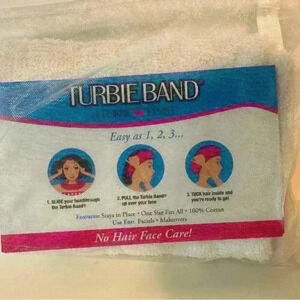 TURBIE BAND
Easy as 1, 2, 3...
1. SLIDE your head through
the Turbie Band®
2. PULL the Turbie Band®
up over your face
3. TUCK hair inside and
you're ready to go!
Features: Stays in Place • One Size Fits All • 100% Cotton
Use For: Facials • Makeovers
No Hair Face Care!